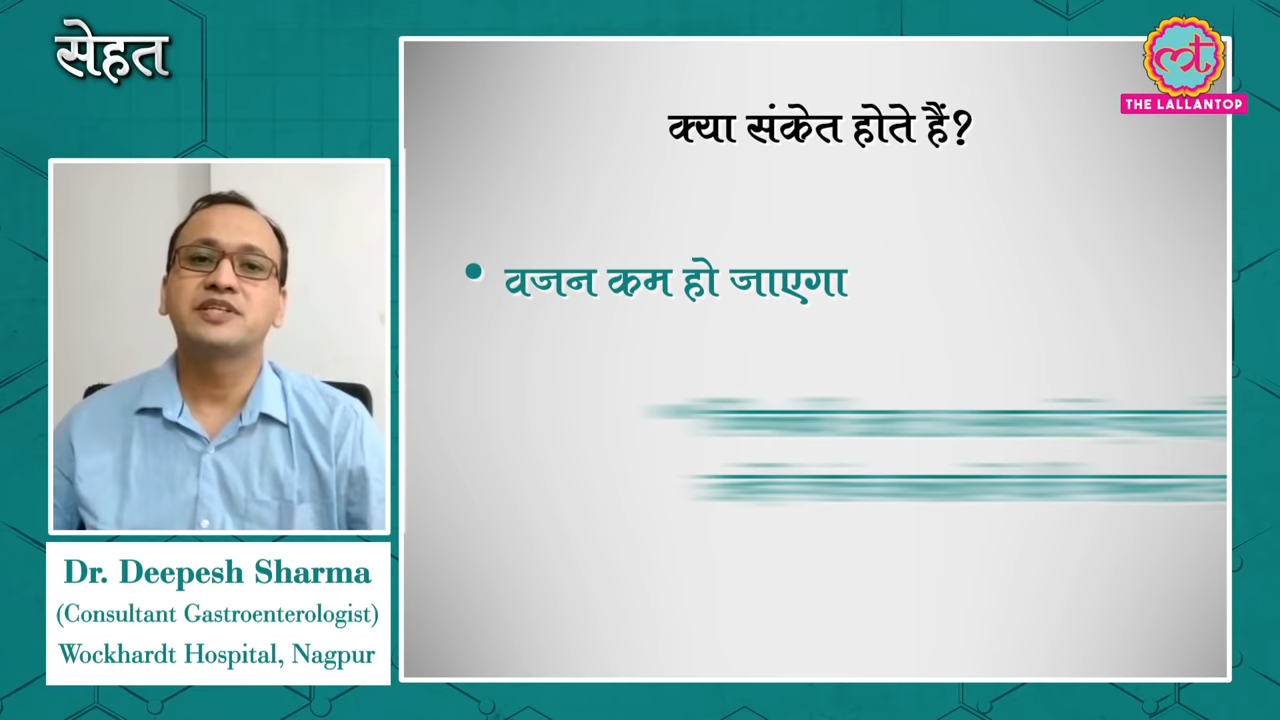 सेहत
THE LALLANTOP
क्या संकेत होते हैं?
• वजन कम हो जाएगा
Dr. Deepesh Sharma
(Consultant Gastroenterologist)
Wockhardt Hospital, Nagpur